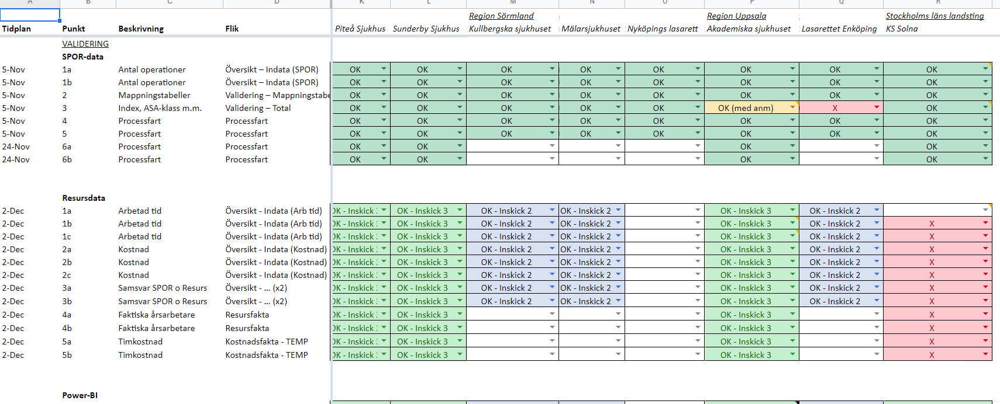 A B C D K L M N O P Q R
Region Sörmland Region Uppsala Stockholms läns landsting
Tidplan Punkt Beskrivning Flik Piteå Sjukhus Sunderby Sjukhus Kullbergska sjukhuset Mälarsjukhuset Nyköpings lasarett Akademiska sjukhuset Lasarettet Enköping KS Solna
VALIDERING
SPOR-data
5-Nov 1a Antal operationer Översikt – Indata (SPOR) OK OK OK OK OK OK OK OK
5-Nov 1b Antal operationer Översikt – Indata (SPOR) OK OK OK OK OK OK OK OK
5-Nov 2 Mappningstabeller Validering – Mappningstabe OK OK OK OK OK OK OK OK
5-Nov 3 Index, ASA-klass m.m. Validering – Total OK OK OK OK OK OK (med anm) X OK
5-Nov 4 Processfart Processfart OK OK OK OK OK OK OK OK
5-Nov 5 Processfart Processfart OK OK OK OK OK OK OK OK
24-Nov 6a Processfart Processfart OK OK OK OK
24-Nov 6b Processfart Processfart OK OK OK OK
Resursdata
2-Dec 1a Arbetad tid Översikt - Indata (Arb tid) OK - Inskick OK - Inskick 3 OK - Inskick 2 OK - Inskick 2 OK - Inskick 3 OK - Inskick 2
2-Dec 1b Arbetad tid Översikt - Indata (Arb tid) OK - Inskick OK - Inskick 3 OK - Inskick 2 OK - Inskick 2 OK - Inskick 3 OK - Inskick 2 X
2-Dec 1c Arbetad tid Översikt - Indata (Arb tid) OK - Inskick OK - Inskick 3 OK - Inskick 2 OK - Inskick 2 OK - Inskick 3 OK - Inskick 2 X
2-Dec 2a Kostnad Översikt - Indata (Kostnad) OK - Inskick OK - Inskick 3 OK - Inskick 2 OK - Inskick 2 OK - Inskick 3 OK - Inskick 2 X
2-Dec 2b Kostnad Översikt - Indata (Kostnad) OK - Inskick OK - Inskick 3 OK - Inskick 2 OK - Inskick 2 OK - Inskick 3 OK - Inskick 2 X
2-Dec 2c Kostnad Översikt - Indata (Kostnad) OK - Inskick OK - Inskick 3 OK - Inskick 2 OK - Inskick 2 OK - Inskick 3 OK - Inskick 2 X
2-Dec 3a Samsvar SPOR o Resurs Översikt - ... (x2) OK - Inskick OK - Inskick 3 OK - Inskick 2 OK - Inskick 2 OK - Inskick 3 OK - Inskick 2 X
2-Dec 3b Samsvar SPOR o Resurs Översikt - ... (x2) OK - Inskick OK - Inskick 3 OK - Inskick 2 OK - Inskick 2 OK - Inskick 3 OK - Inskick 2 X
2-Dec 4a Faktiska årsarbetare Resursfakta OK - Inskick OK - Inskick 3 OK - Inskick 3 X
2-Dec 4b Faktiska årsarbetare Resursfakta OK - Inskick OK - Inskick 3 OK - Inskick 3 X
2-Dec 5a Timkostnad Kostnadsfakta - TEMP OK - Inskick OK - Inskick 3 OK - Inskick 3 X
2-Dec 5b Timkostnad Kostnadsfakta - TEMP OK - Inskick OK - Inskick 3 OK - Inskick 3 X
Power-BI